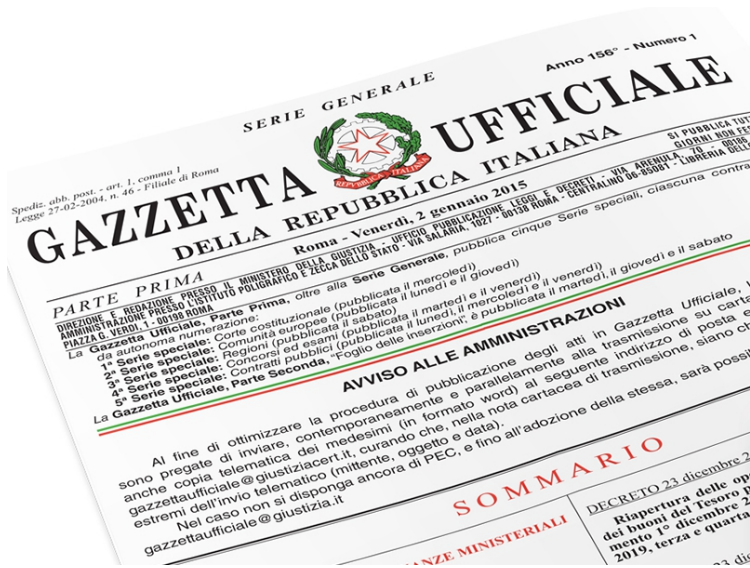 SERIE GENERALE
Anno 156° - Numero 1
Spediz. abb. post. - art. 1, comma 1
Legge 27-02-2004, n. 46 - Filiale di Roma
GAZZETTA UFFICIALE
REPUBBLICA ITALIANA
DELLA REPUBBLICA ITALIANA
PARTE PRIMA
Roma - Venerdì, 2 gennaio 2015
SI PUBBLICA TUT
GIORNI NON FE
DIREZIONE E REDAZIONE PRESSO IL MINISTERO DELLA GIUSTIZIA - UFFICIO PUBBLICAZIONE LEGGI E DECRETI - VIA ARENULA, 70 - 00186
AMMINISTRAZIONE PRESSO L'ISTITUTO POLIGRAFICO E ZECCA DELLO STATO - VIA SALARIA, 1027 - 00138 ROMA - CENTRALINO 06-85081 - LIBRERIA DELL
PIAZZA G. VERDI, 1 - 00198 ROMA
La Gazzetta Ufficiale, Parte Prima, oltre alla Serie Generale, pubblica cinque Serie speciali, ciascuna contra
da autonoma numerazione:
1ª Serie speciale: Corte costituzionale (pubblicata il mercoledì)
2ª Serie speciale: Comunità europee (pubblicata il lunedì e il giovedì)
3ª Serie speciale: Regioni (pubblicata il sabato)
4ª Serie speciale: Concorsi ed esami (pubblicata il martedì e il venerdì)
5ª Serie speciale: Contratti pubblici (pubblicata il lunedì, il mercoledì e il venerdì)
La Gazzetta Ufficiale, Parte Seconda, "Foglio delle inserzioni", è pubblicata il martedì, il giovedì e il sabato
AVVISO ALLE AMMINISTRAZIONI
Al fine di ottimizzare la procedura di pubblicazione degli atti in Gazzetta Ufficiale,
sono pregate di inviare, contemporaneamente e parallelamente alla trasmissione su cart
anche copia telematica dei medesimi (in formato word) al seguente indirizzo di posta e
gazzettaufficiale@giustiziacert.it, curando che, nella nota cartacea di trasmissione, siano c
estremi dell'invio telematico (mittente, oggetto e data).
Nel caso non si disponga ancora di PEC, e fino all'adozione della stessa, sarà poss
gazzettaufficiale@giustizia.it
SOMMARIO
NZE MINISTERIALI
DECRETO 23 dicembre 2
Riapertura delle ope
dei buoni del Tesoro p
mento 1° dicembre 2
2019, terza e quarta